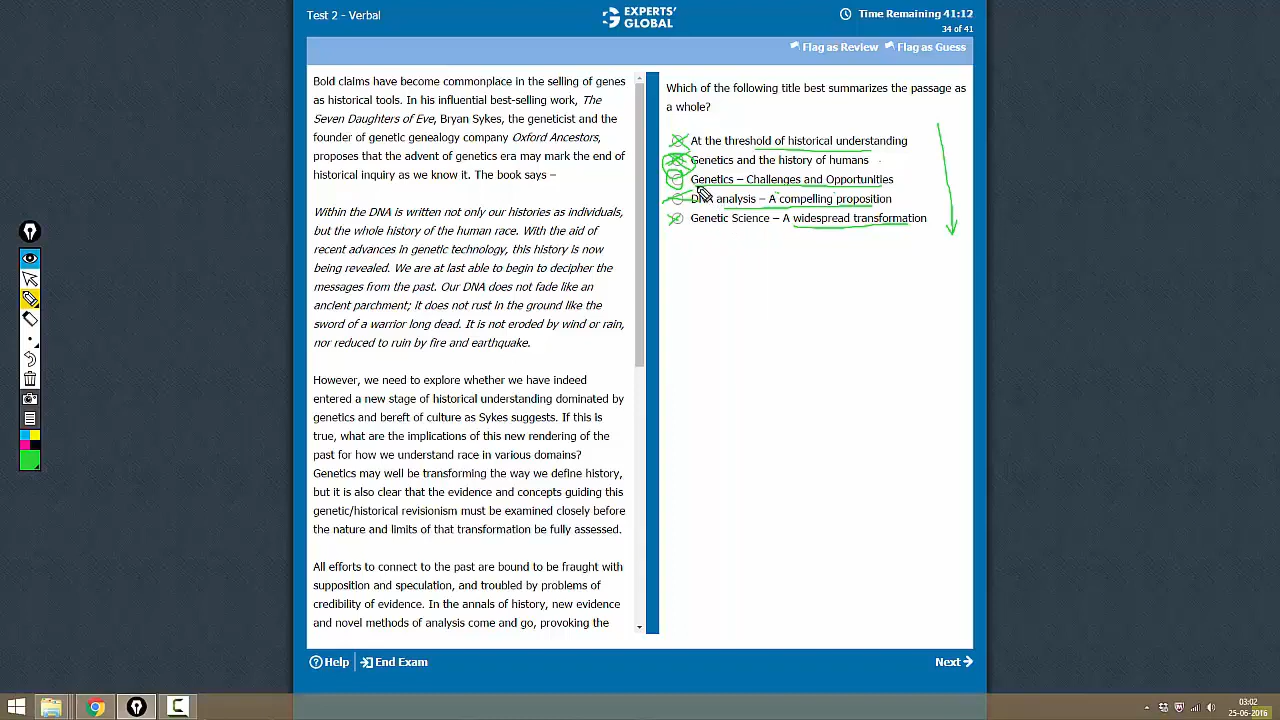 Test 2 - Verbal
EXPERTS'
GLOBAL
Time Remaining 41:12
34 of 41
Flag as Review
Flag as Guess
Bold claims have become commonplace in the selling of genes
as historical tools. In his influential best-selling work, The
Seven Daughters of Eve, Bryan Sykes, the geneticist and the
founder of genetic genealogy company Oxford Ancestors,
proposes that the advent of genetics era may mark the end of
historical inquiry as we know it. The book says –
Within the DNA is written not only our histories as individuals,
but the whole history of the human race. With the aid of
recent advances in genetic technology, this history is now
being revealed. We are at last able to begin to decipher the
messages from the past. Our DNA does not fade like an
ancient parchment; it does not rust in the ground like the
sword of a warrior long dead. It is not eroded by wind or rain,
nor reduced to ruin by fire and earthquake.
However, we need to explore whether we have indeed
entered a new stage of historical understanding dominated by
genetics and bereft of culture as Sykes suggests. If this is
true, what are the implications of this new rendering of the
past for how we understand race in various domains?
Genetics may well be transforming the way we define history,
but it is also clear that the evidence and concepts guiding this
genetic/historical revisionism must be examined closely before
the nature and limits of that transformation be fully assessed.
All efforts to connect to the past are bound to be fraught with
supposition and speculation, and troubled by problems of
credibility of evidence. In the annals of history, new evidence
and novel methods of analysis come and go, provoking the
Which of the following title best summarizes the passage as
a whole?
At the threshold of historical understanding
Genetics and the history of humans
Genetics – Challenges and Opportunities
DNA analysis – A compelling proposition
Genetic Science – A widespread transformation
Help
End Exam
Next
03:02
25-06-2016